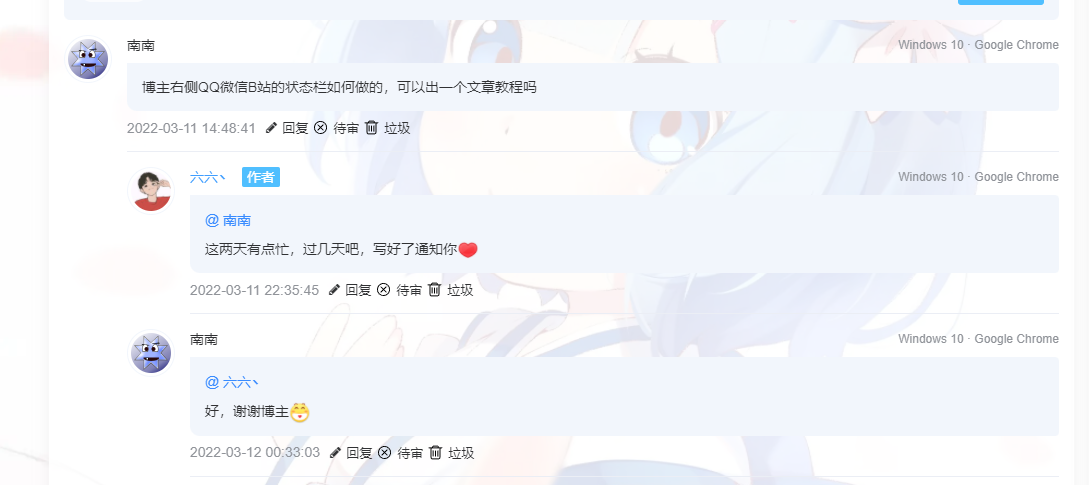 南南
Windows 10 · Google Chrome
博主右侧QQ微信B站的状态栏如何做的，可以出一个文章教程吗
2022-03-11 14:48:41 回复 待审 垃圾
六六丶 作者
Windows 10 · Google Chrome
@ 南南
这两天有点忙，过几天吧，写好了通知你
2022-03-11 22:35:45 回复 待审 垃圾
南南
Windows 10 · Google Chrome
@ 六六丶
好，谢谢博主
2022-03-12 00:33:03 回复 待审 垃圾